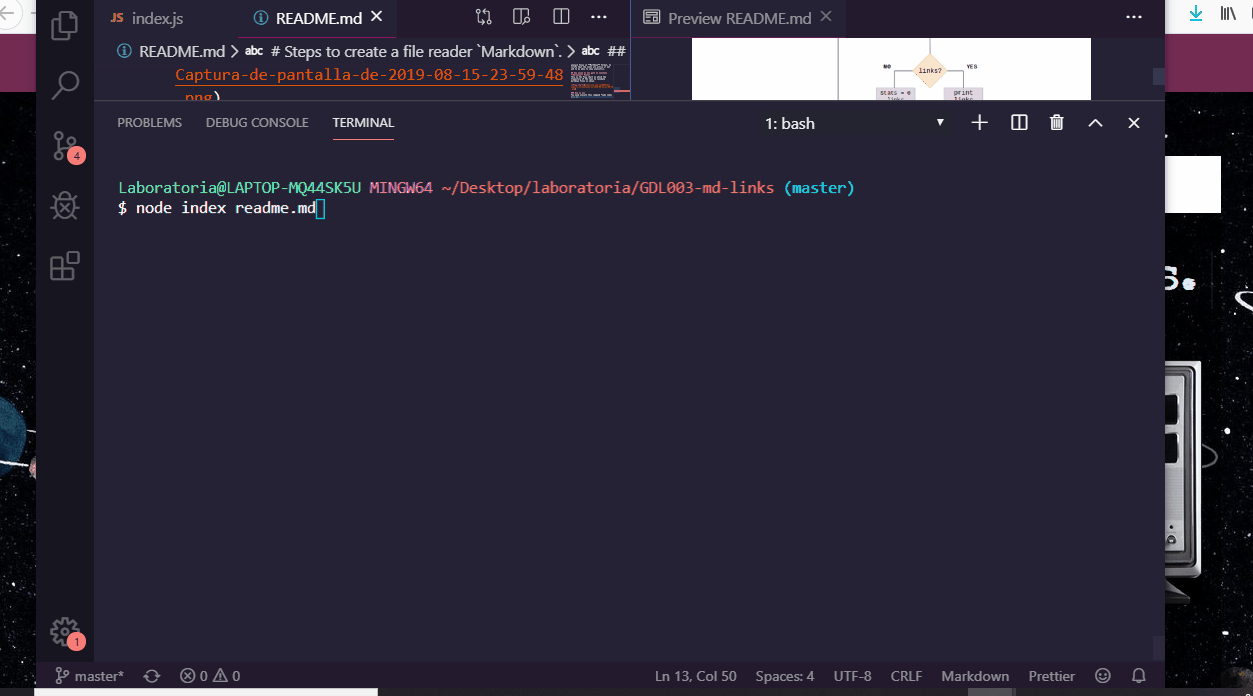 JS index.js
README.md
Preview README.md
README.md > abc # Steps to create a file reader `Markdown`. > abc ##
Captura-de-pantalla-de-2019-08-15-23-59-48
.png)
NO
links?
YES
stats = 6
links
print
links
PROBLEMS DEBUG CONSOLE TERMINAL
1: bash
Laboratoria@LAPTOP-MQ44SK5U MINGW64 ~/Desktop/laboratoria/GDL003-md-links (master)
$ node index readme.md
4
s.
1
master* 0 0 Ln 13, Col 50 Spaces: 4 UTF-8 CRLF Markdown Prettier